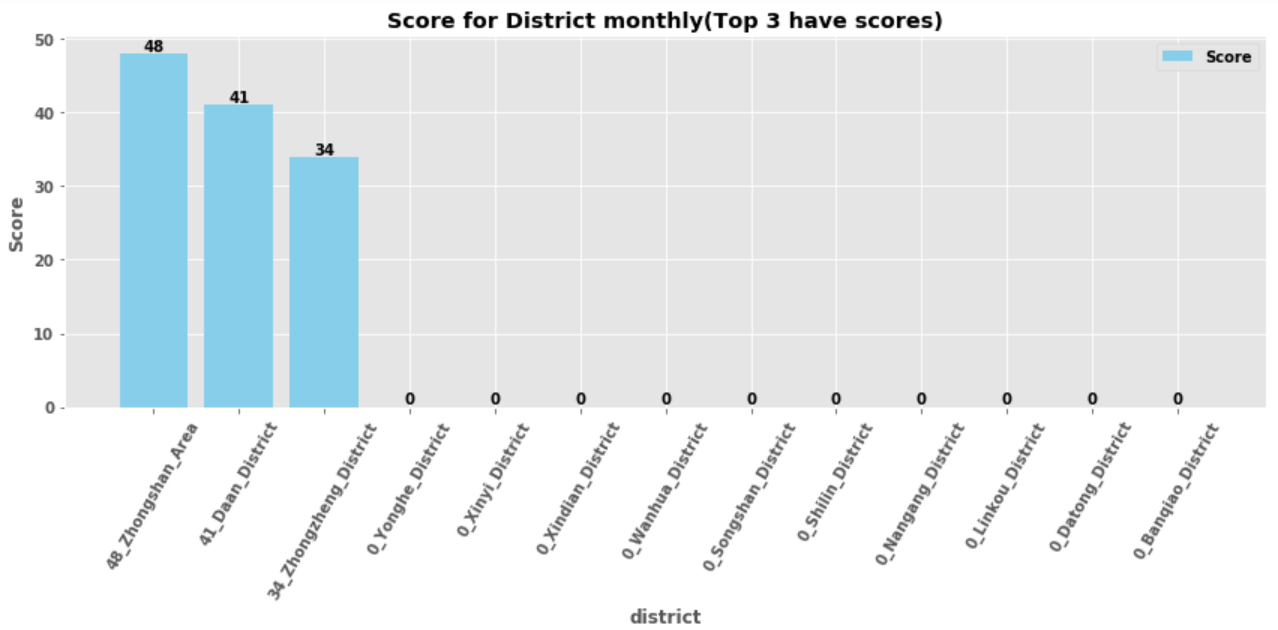 Score for District monthly(Top 3 have scores)
Score
50
40
30
20
10
0
Score
48
41
34
0
0
0
0
0
0
0
0
0
0
48_Zhongshan_Area
41_Daan_District
34_Zhongzheng_District
0_Yonghe_District
0_Xinyi_District
0_Xindian_District
0_Wanhua_District
0_Songshan_District
0_Shilin_District
0_Nangang_District
0_Linkou_District
0_Datong_District
0_Banqiao_District
district